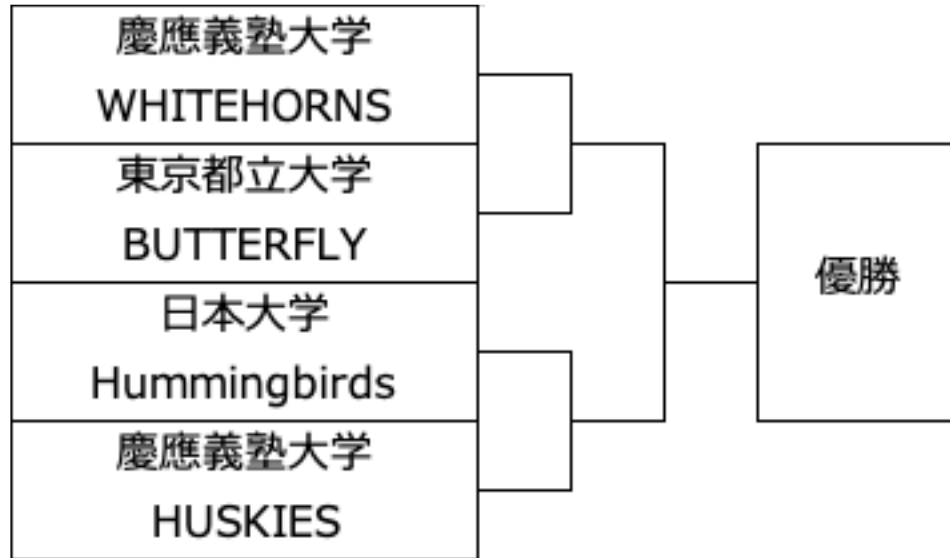 慶應義塾大学
WHITEHORNS
東京都立大学
BUTTERFLY
日本大学
Hummingbirds
慶應義塾大学
HUSKIES
優勝